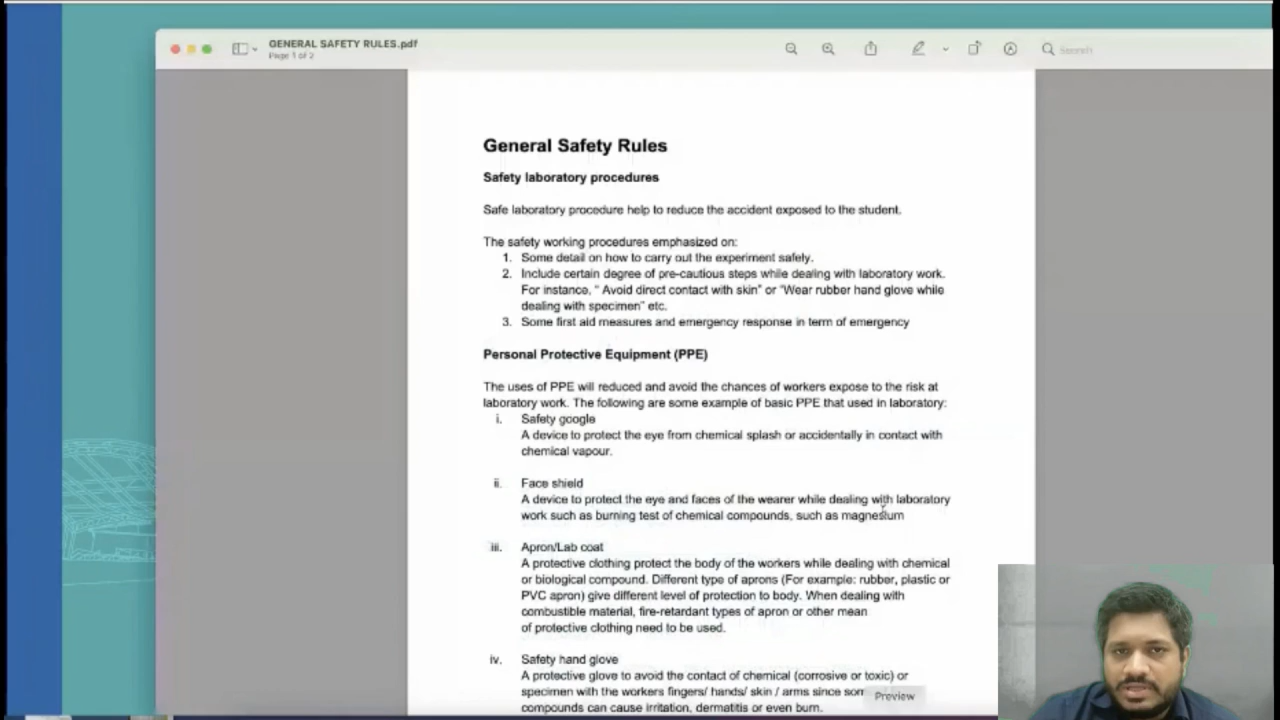 GENERAL SAFETY RULES.pdf
Page 1 of 2
Search
General Safety Rules
Safety laboratory procedures
Safe laboratory procedure help to reduce the accident exposed to the student.
The safety working procedures emphasized on:
1. Some detail on how to carry out the experiment safely.
2. Include certain degree of pre-cautious steps while dealing with laboratory work.
For instance, “ Avoid direct contact with skin” or “Wear rubber hand glove while
dealing with specimen” etc.
3. Some first aid measures and emergency response in term of emergency
Personal Protective Equipment (PPE)
The uses of PPE will reduced and avoid the chances of workers expose to the risk at
laboratory work. The following are some example of basic PPE that used in laboratory:
i. Safety google
A device to protect the eye from chemical splash or accidentally in contact with
chemical vapour.
ii. Face shield
A device to protect the eye and faces of the wearer while dealing with laboratory
work such as burning test of chemical compounds, such as magnesium
iii. Apron/Lab coat
A protective clothing protect the body of the workers while dealing with chemical
or biological compound. Different type of aprons (For example: rubber, plastic or
PVC apron) give different level of protection to body. When dealing with
combustible material, fire-retardant types of apron or other mean
of protective clothing need to be used.
iv. Safety hand glove
A protective glove to avoid the contact of chemical (corrosive or toxic) or
specimen with the workers fingers/ hands/ skin / arms since
compounds can cause irritation, dermatitis or even burn.
Preview